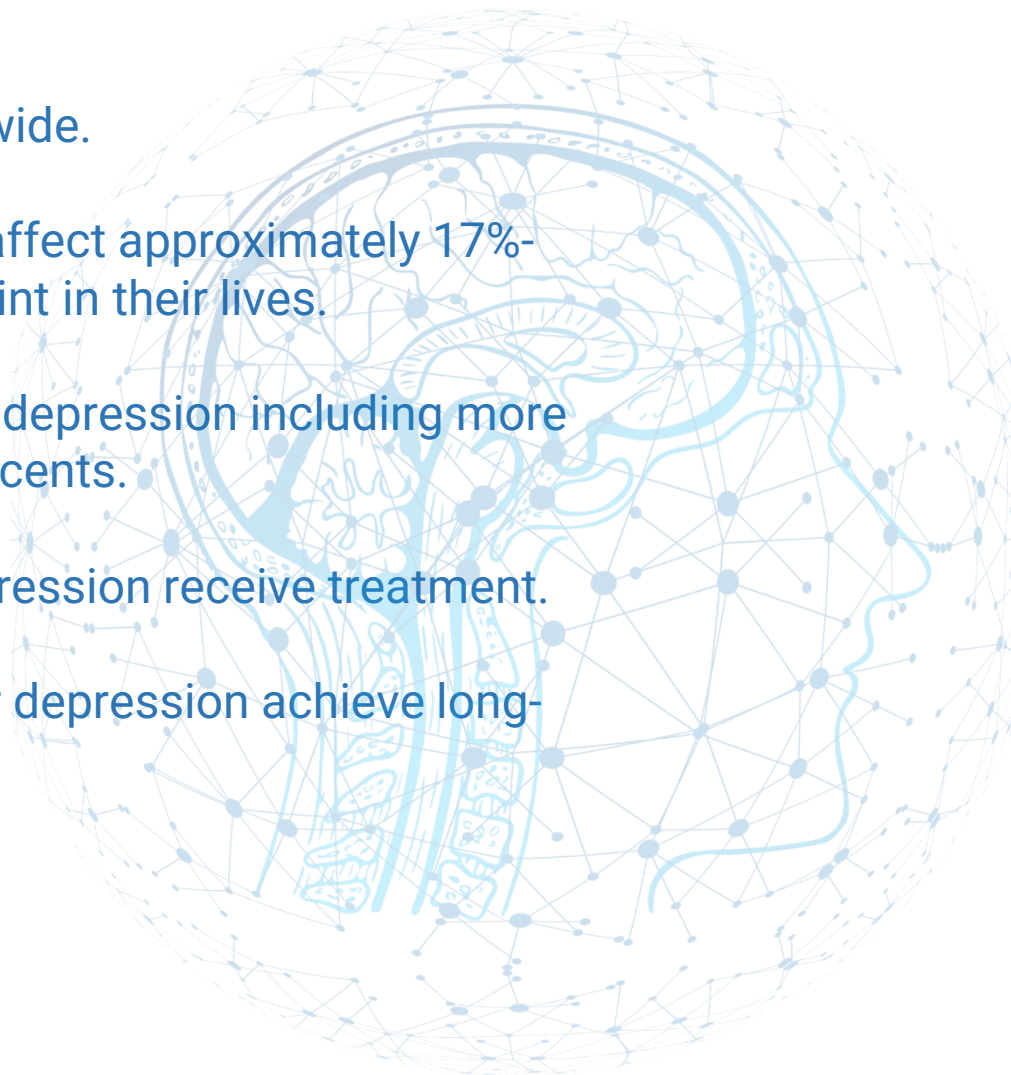 wide.
affect approximately 17%-
int in their lives.
depression including more
cents.
ression receive treatment.
depression achieve long-